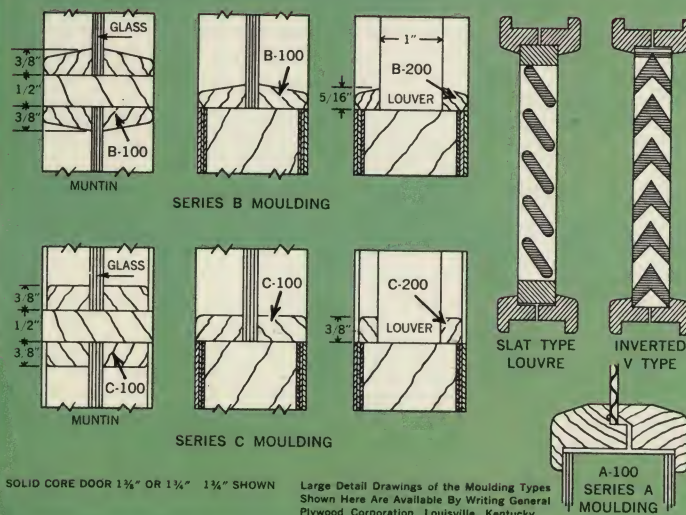 GLASS
3/8"
1/2"
3/8"
B-100
MUNTIN
B-100
1"
B-200
5/16"
LOUVER
SERIES B MOULDING
GLASS
3/8"
1/2"
3/8"
C-100
MUNTIN
C-100
C-200
3/8"
LOUVER
SERIES C MOULDING
SLAT TYPE
LOUVRE
INVERTED
V TYPE
A-100
SERIES A
MOULDING
SOLID CORE DOOR 1⅜" OR 1¾" 1¾" SHOWN
Large Detail Drawings of the Moulding Types
Shown Here Are Available By Writing General
Plywood Corporation, Louisville, Kentucky